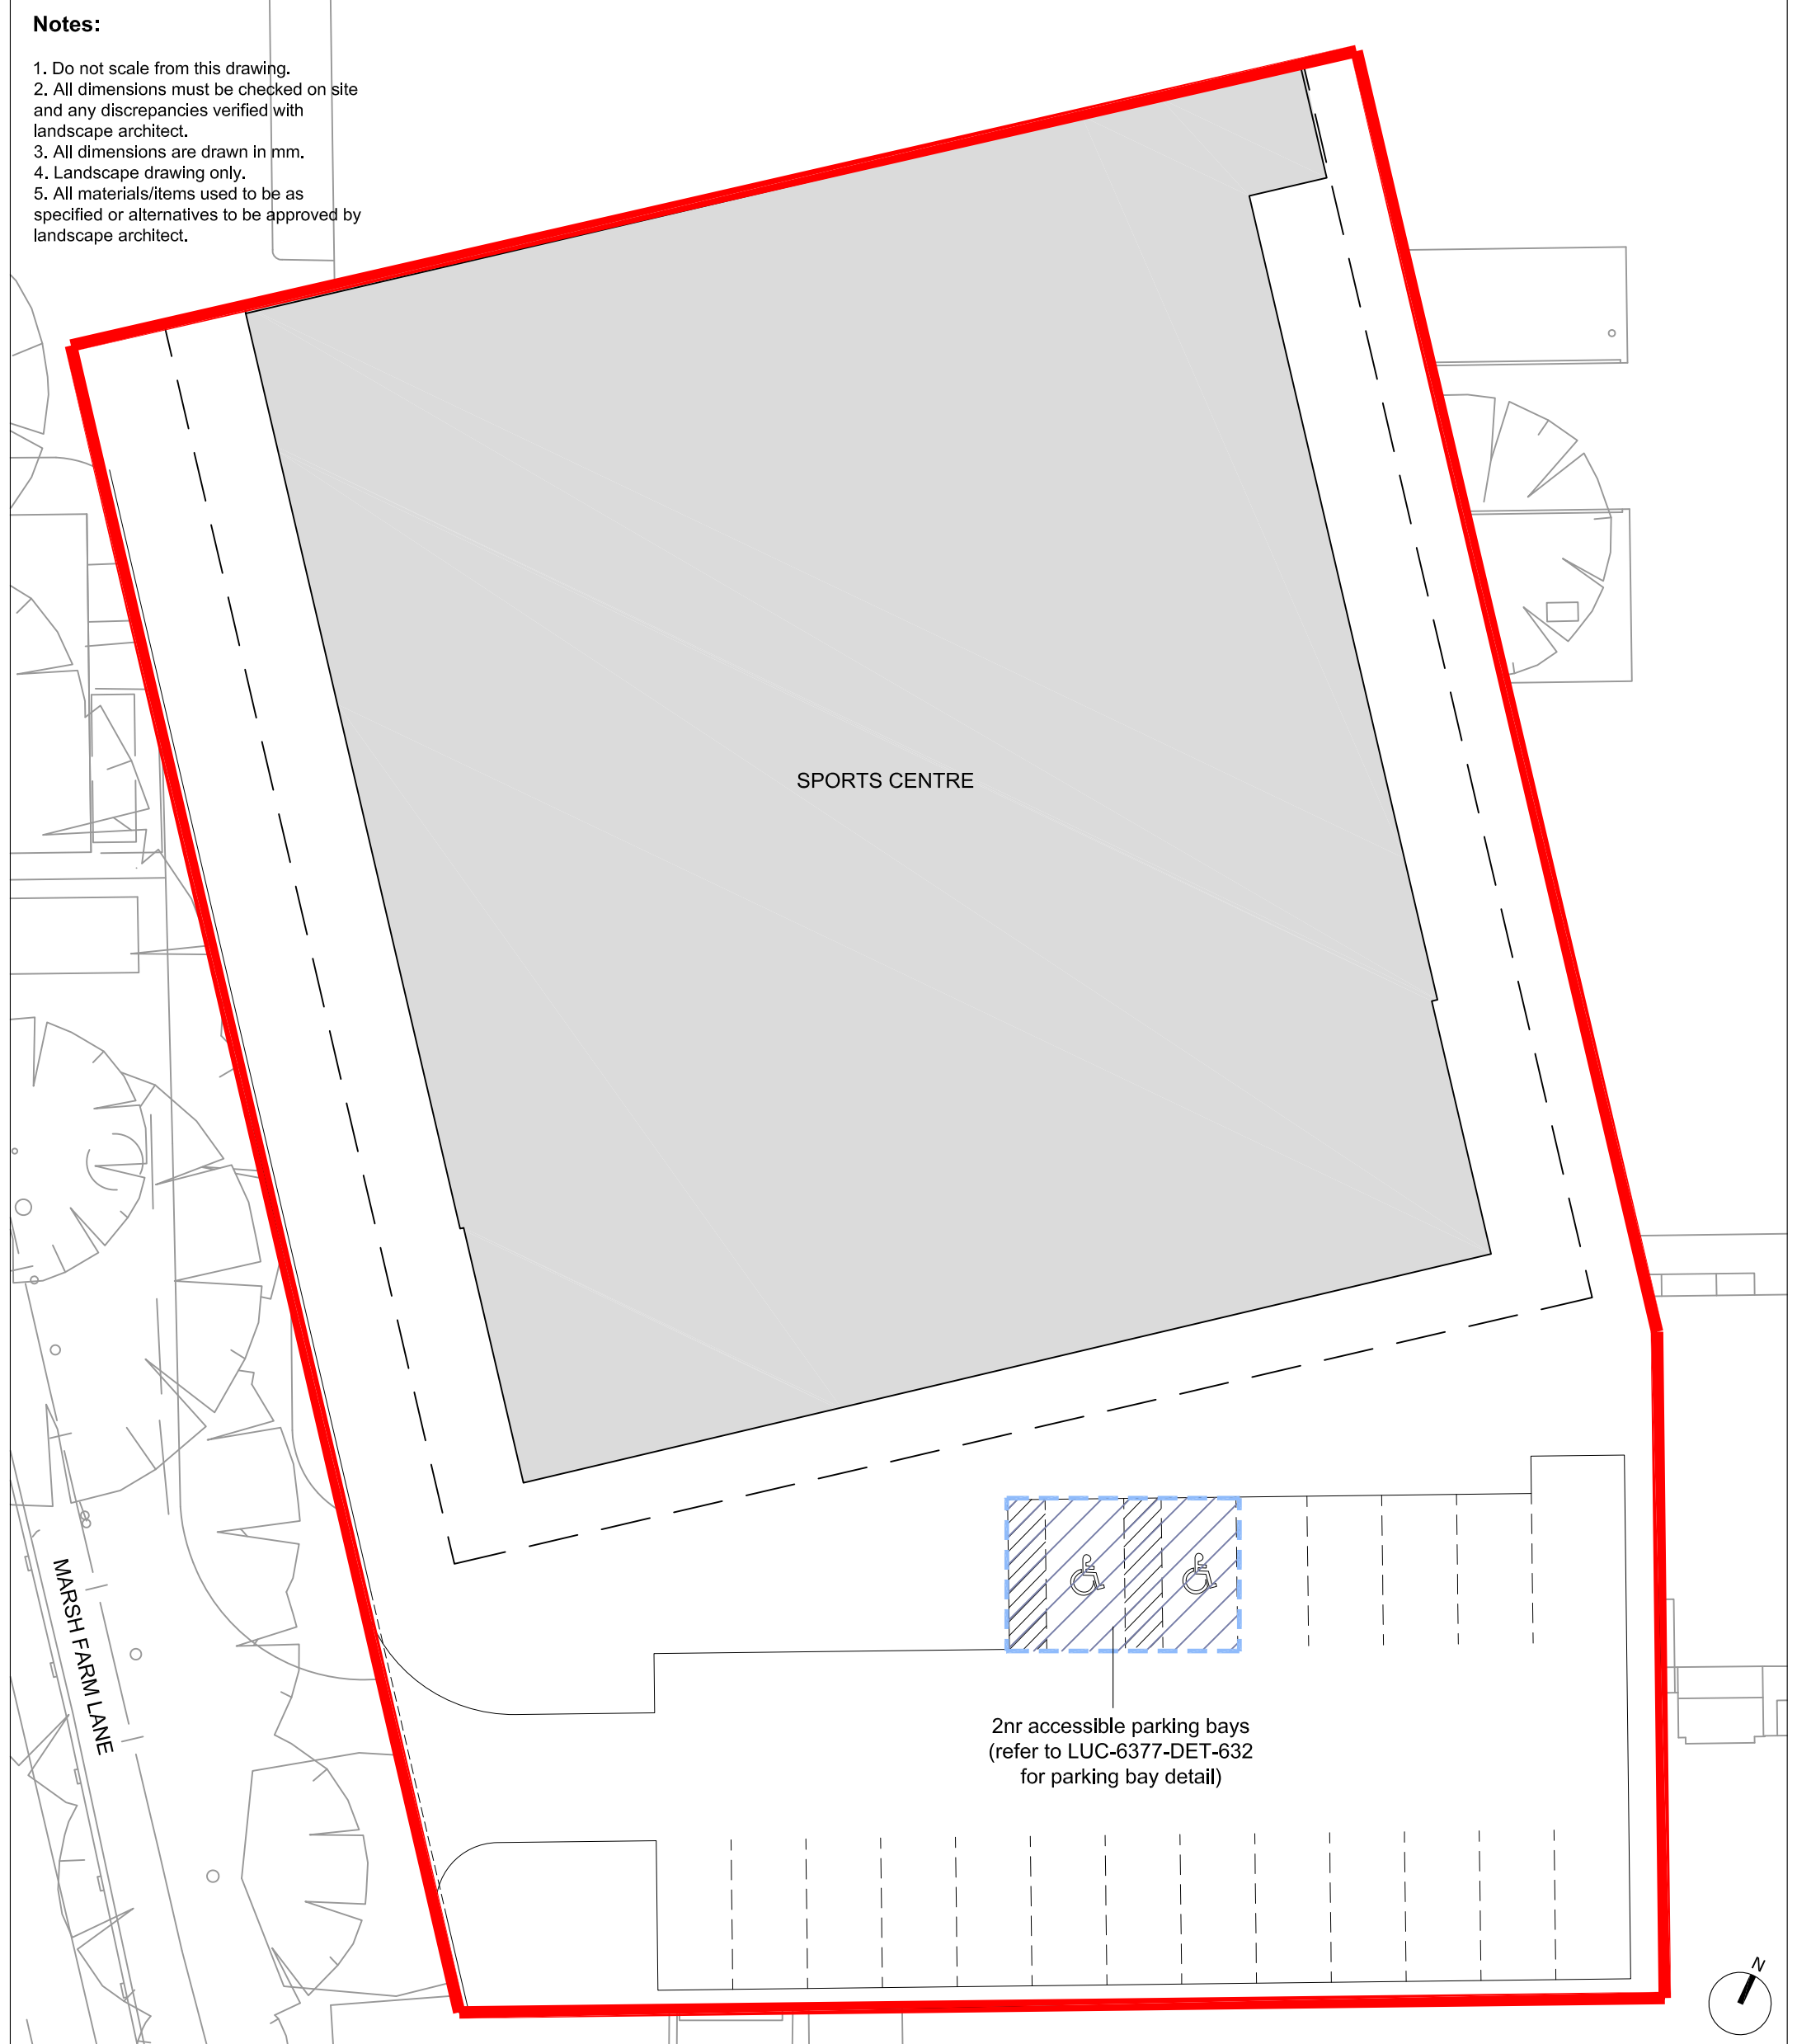 Notes:
1. Do not scale from this drawing.
2. All dimensions must be checked on site
and any discrepancies verified with
landscape architect.
3. All dimensions are drawn in mm.
4. Landscape drawing only.
5. All materials/items used to be as
specified or alternatives to be approved by
landscape architect.
SPORTS CENTRE
MARSH FARM LANE
2nr accessible parking bays
(refer to LUC-6377-DET-632
for parking bay detail)
N